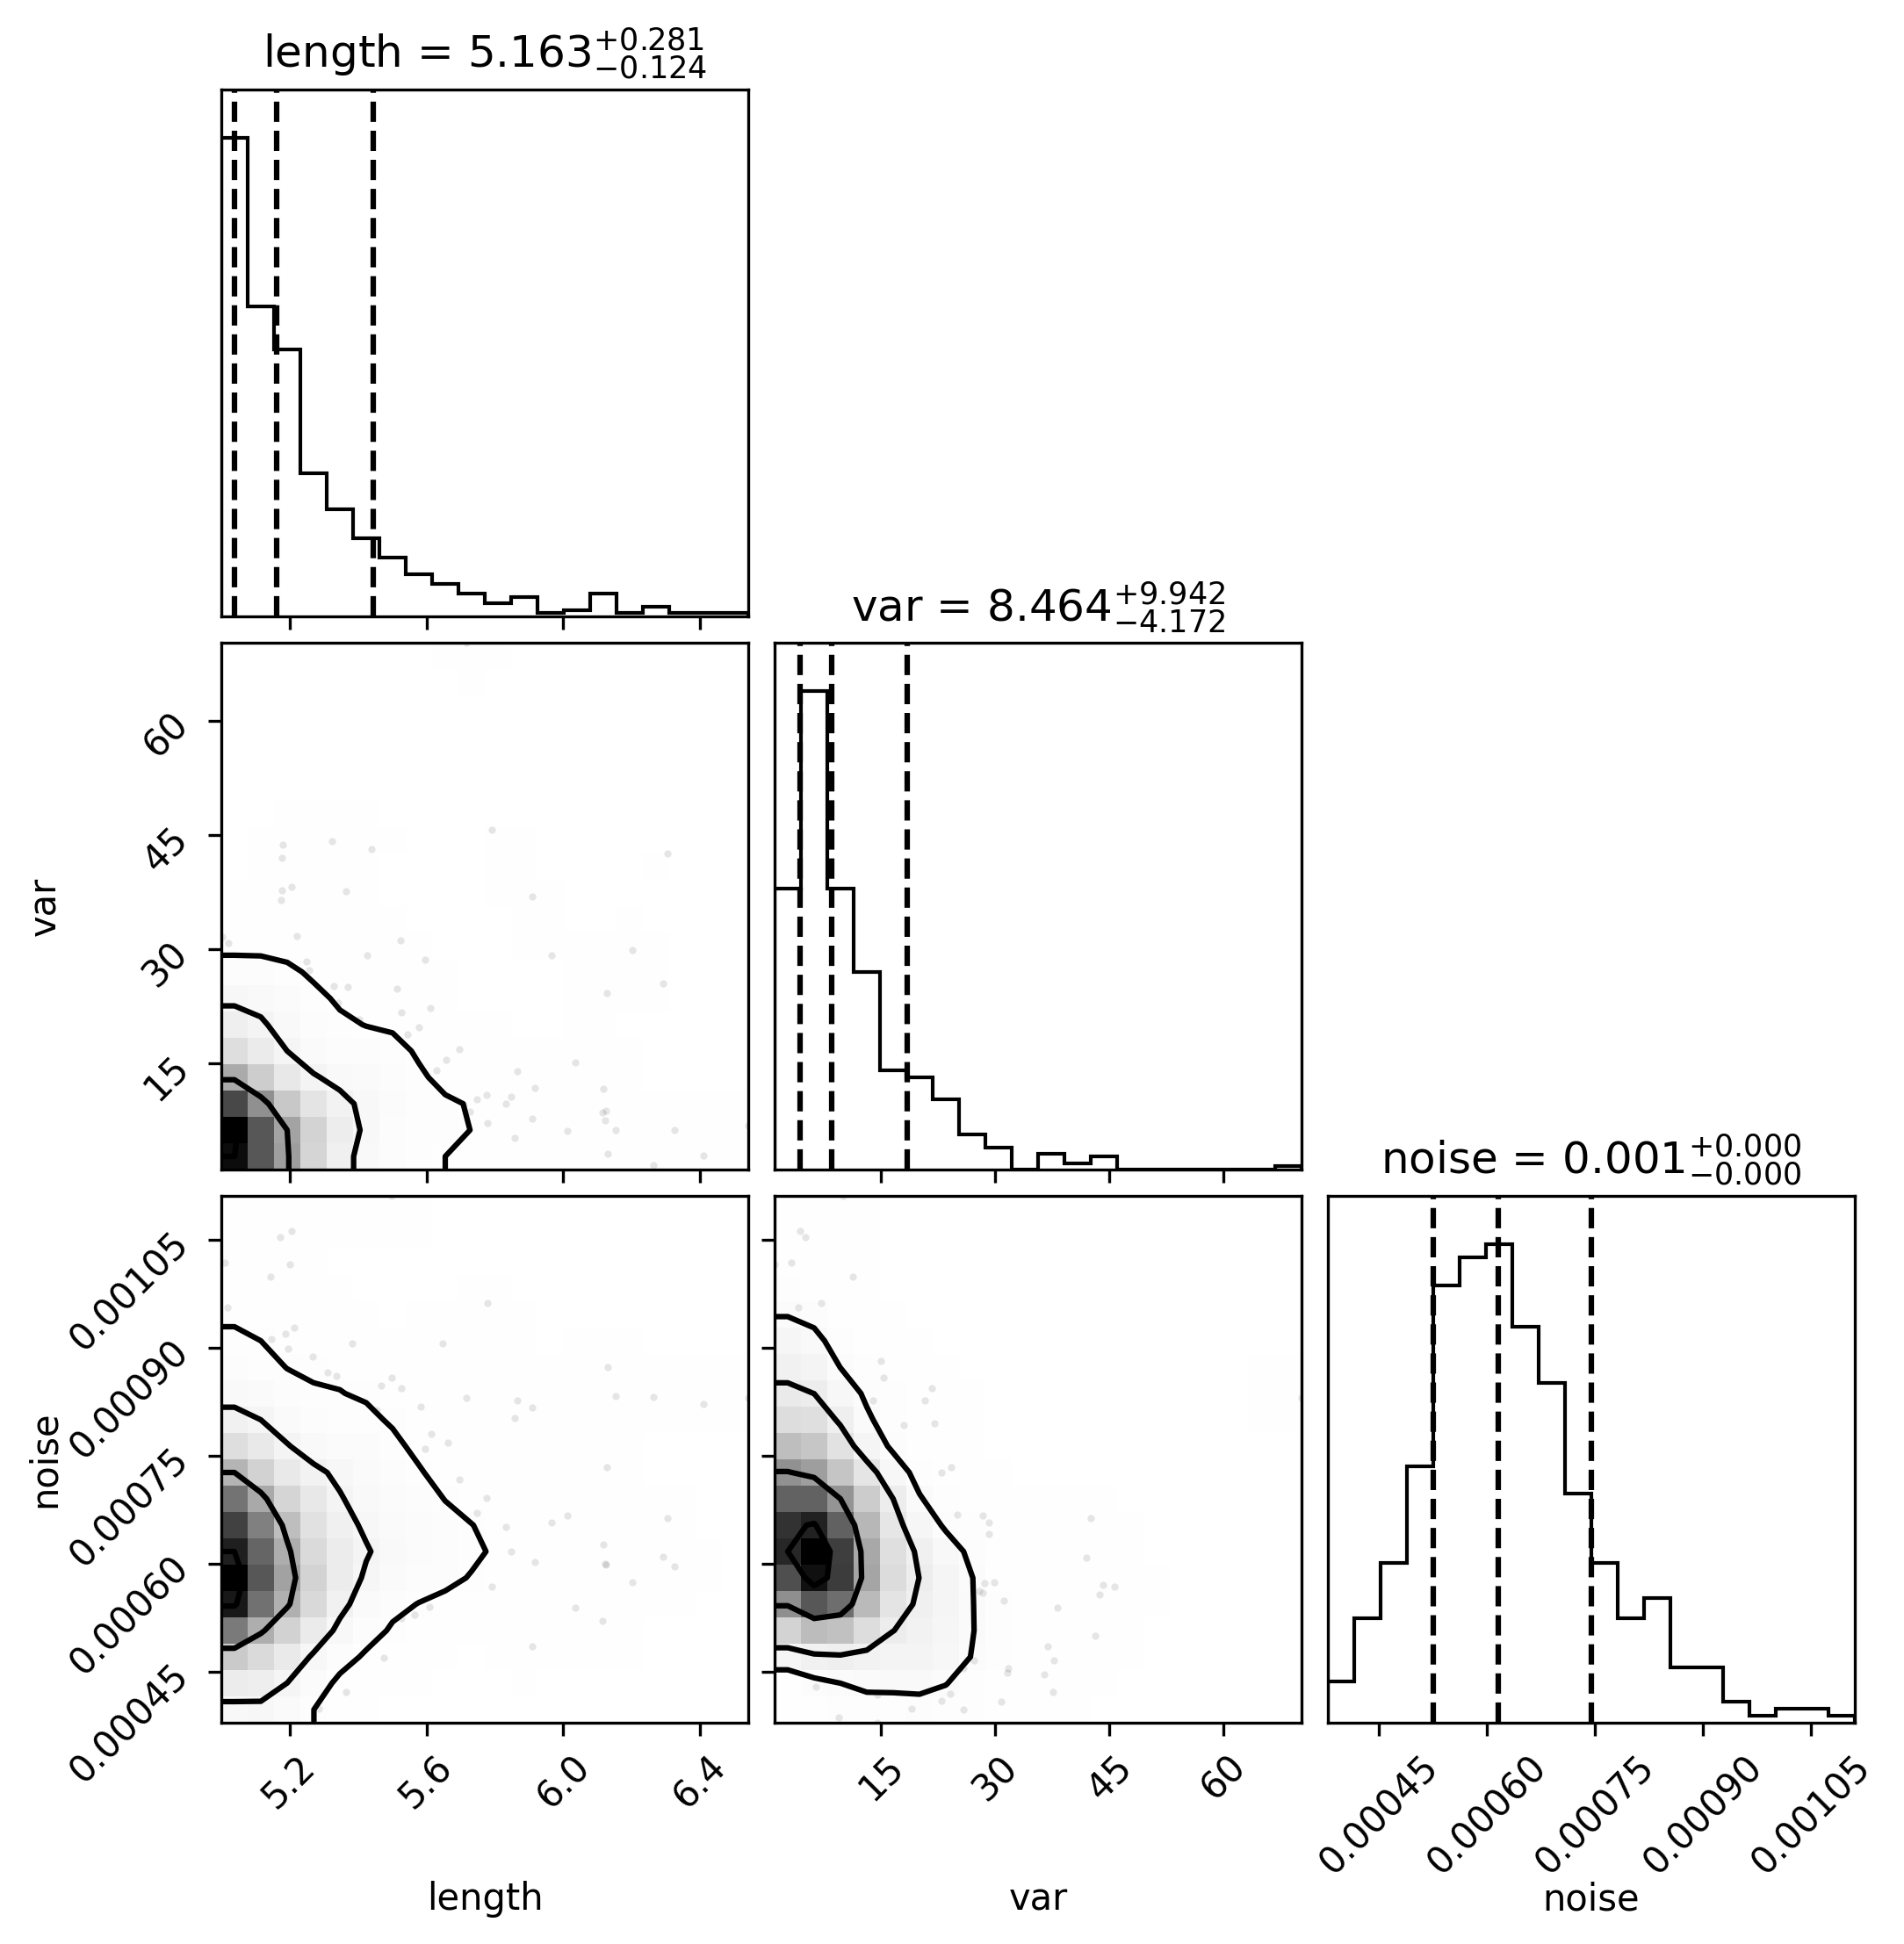 length = 5.163 +0.281 −0.124
var = 8.464 +9.942 −4.172
60
45
30
15
var
noise = 0.001 +0.000 −0.000
0.00105
0.00090
0.00075
0.00060
0.00045
noise
5.2 5.6 6.0 6.4
15 30 45 60
0.00045 0.00060 0.00075 0.00090 0.00105
length var noise